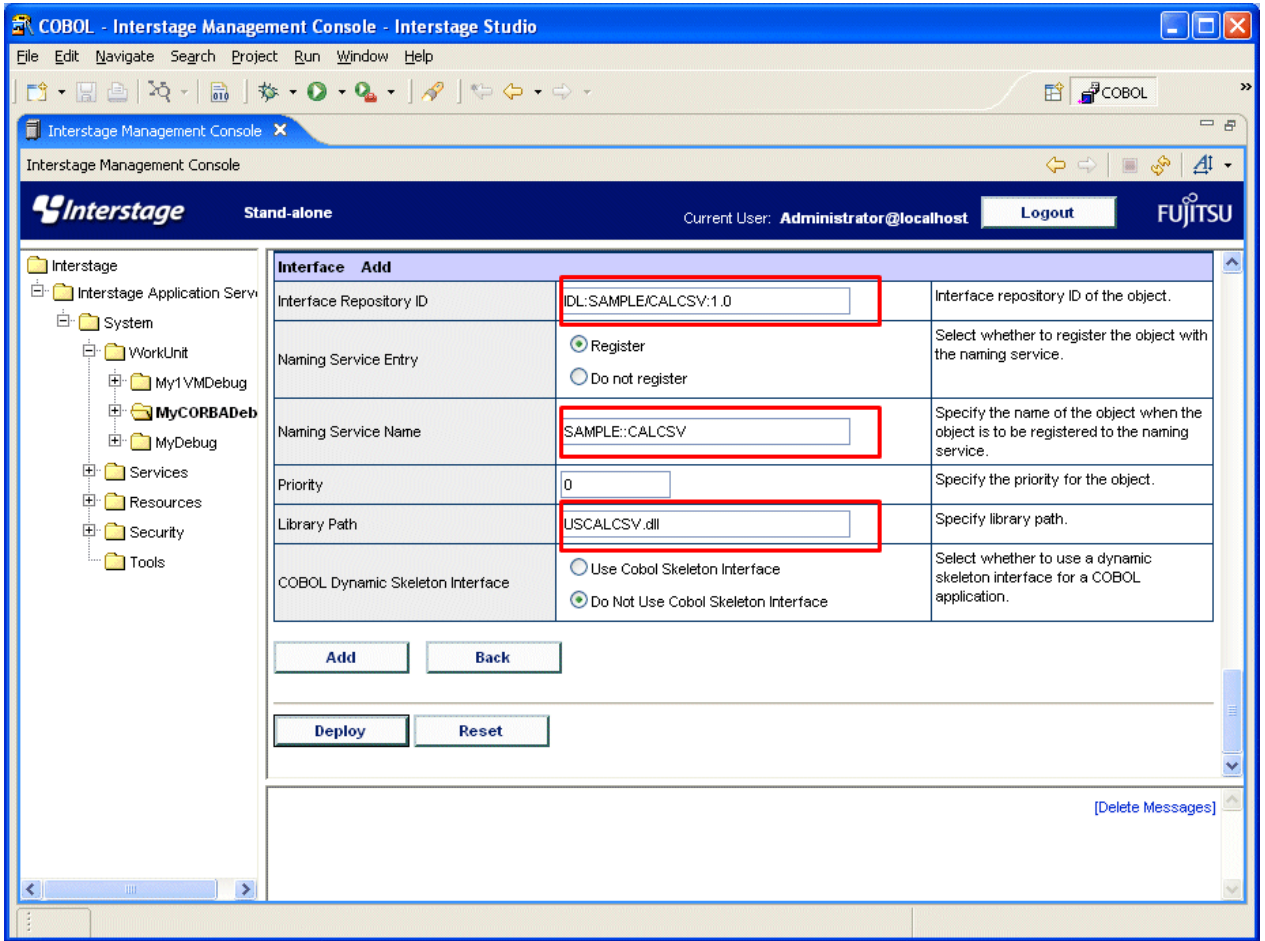 COBOL - Interstage Management Console - Interstage Studio
File Edit Navigate Search Project Run Window Help
010
COBOL
»
Interstage Management Console
Interstage Management Console
Interstage
Stand-alone
Current User: Administrator@localhost
Logout
FUJITSU
Interstage
Interstage Application Serv
System
WorkUnit
My1VMDebug
MyCORBADeb
MyDebug
Services
Resources
Security
Tools
Interface Add
Interface Repository ID
IDL:SAMPLE/CALCSV:1.0
Interface repository ID of the object.
Naming Service Entry
Register
Do not register
Select whether to register the object with
the naming service.
Naming Service Name
SAMPLE::CALCSV
Specify the name of the object when the
object is to be registered to the naming
service.
Priority
0
Specify the priority for the object.
Library Path
USCALCSV.dll
Specify library path.
COBOL Dynamic Skeleton Interface
Use Cobol Skeleton Interface
Do Not Use Cobol Skeleton Interface
Select whether to use a dynamic
skeleton interface for a COBOL
application.
Add
Back
Deploy
Reset
[Delete Messages]